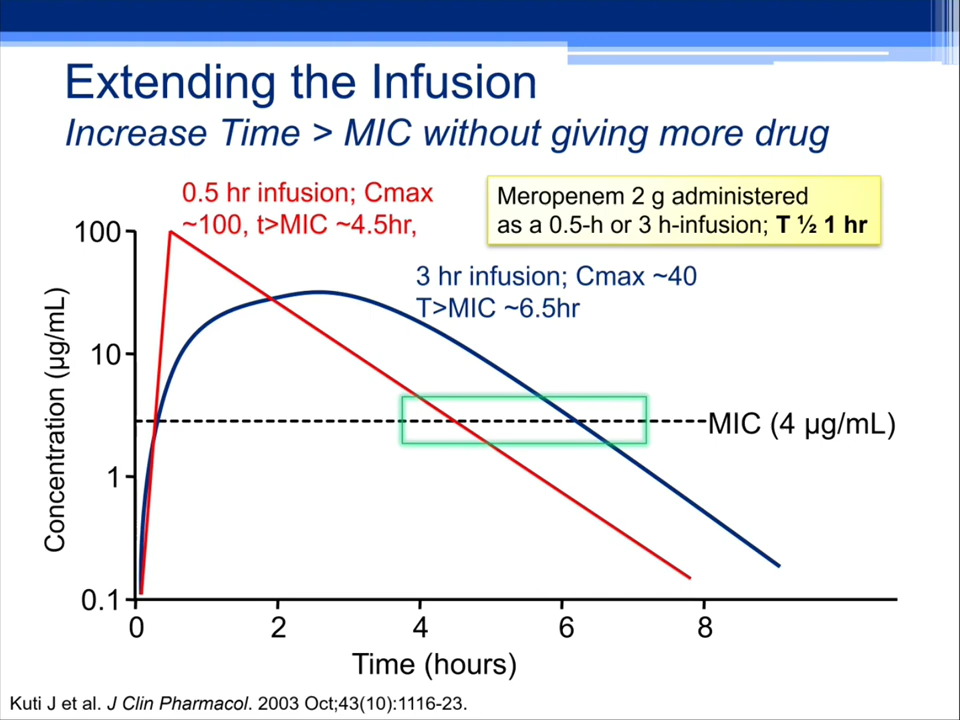 Extending the Infusion
Increase Time > MIC without giving more drug
0.5 hr infusion; Cmax
~100, t>MIC ~4.5hr,
Meropenem 2 g administered
as a 0.5-h or 3 h-infusion; T ½ 1 hr
3 hr infusion; Cmax ~40
T>MIC ~6.5hr
Concentration (µg/mL)
100
10
1
0.1
MIC (4 µg/mL)
0 2 4 6 8
Time (hours)
Kuti J et al. J Clin Pharmacol. 2003 Oct;43(10):1116-23.